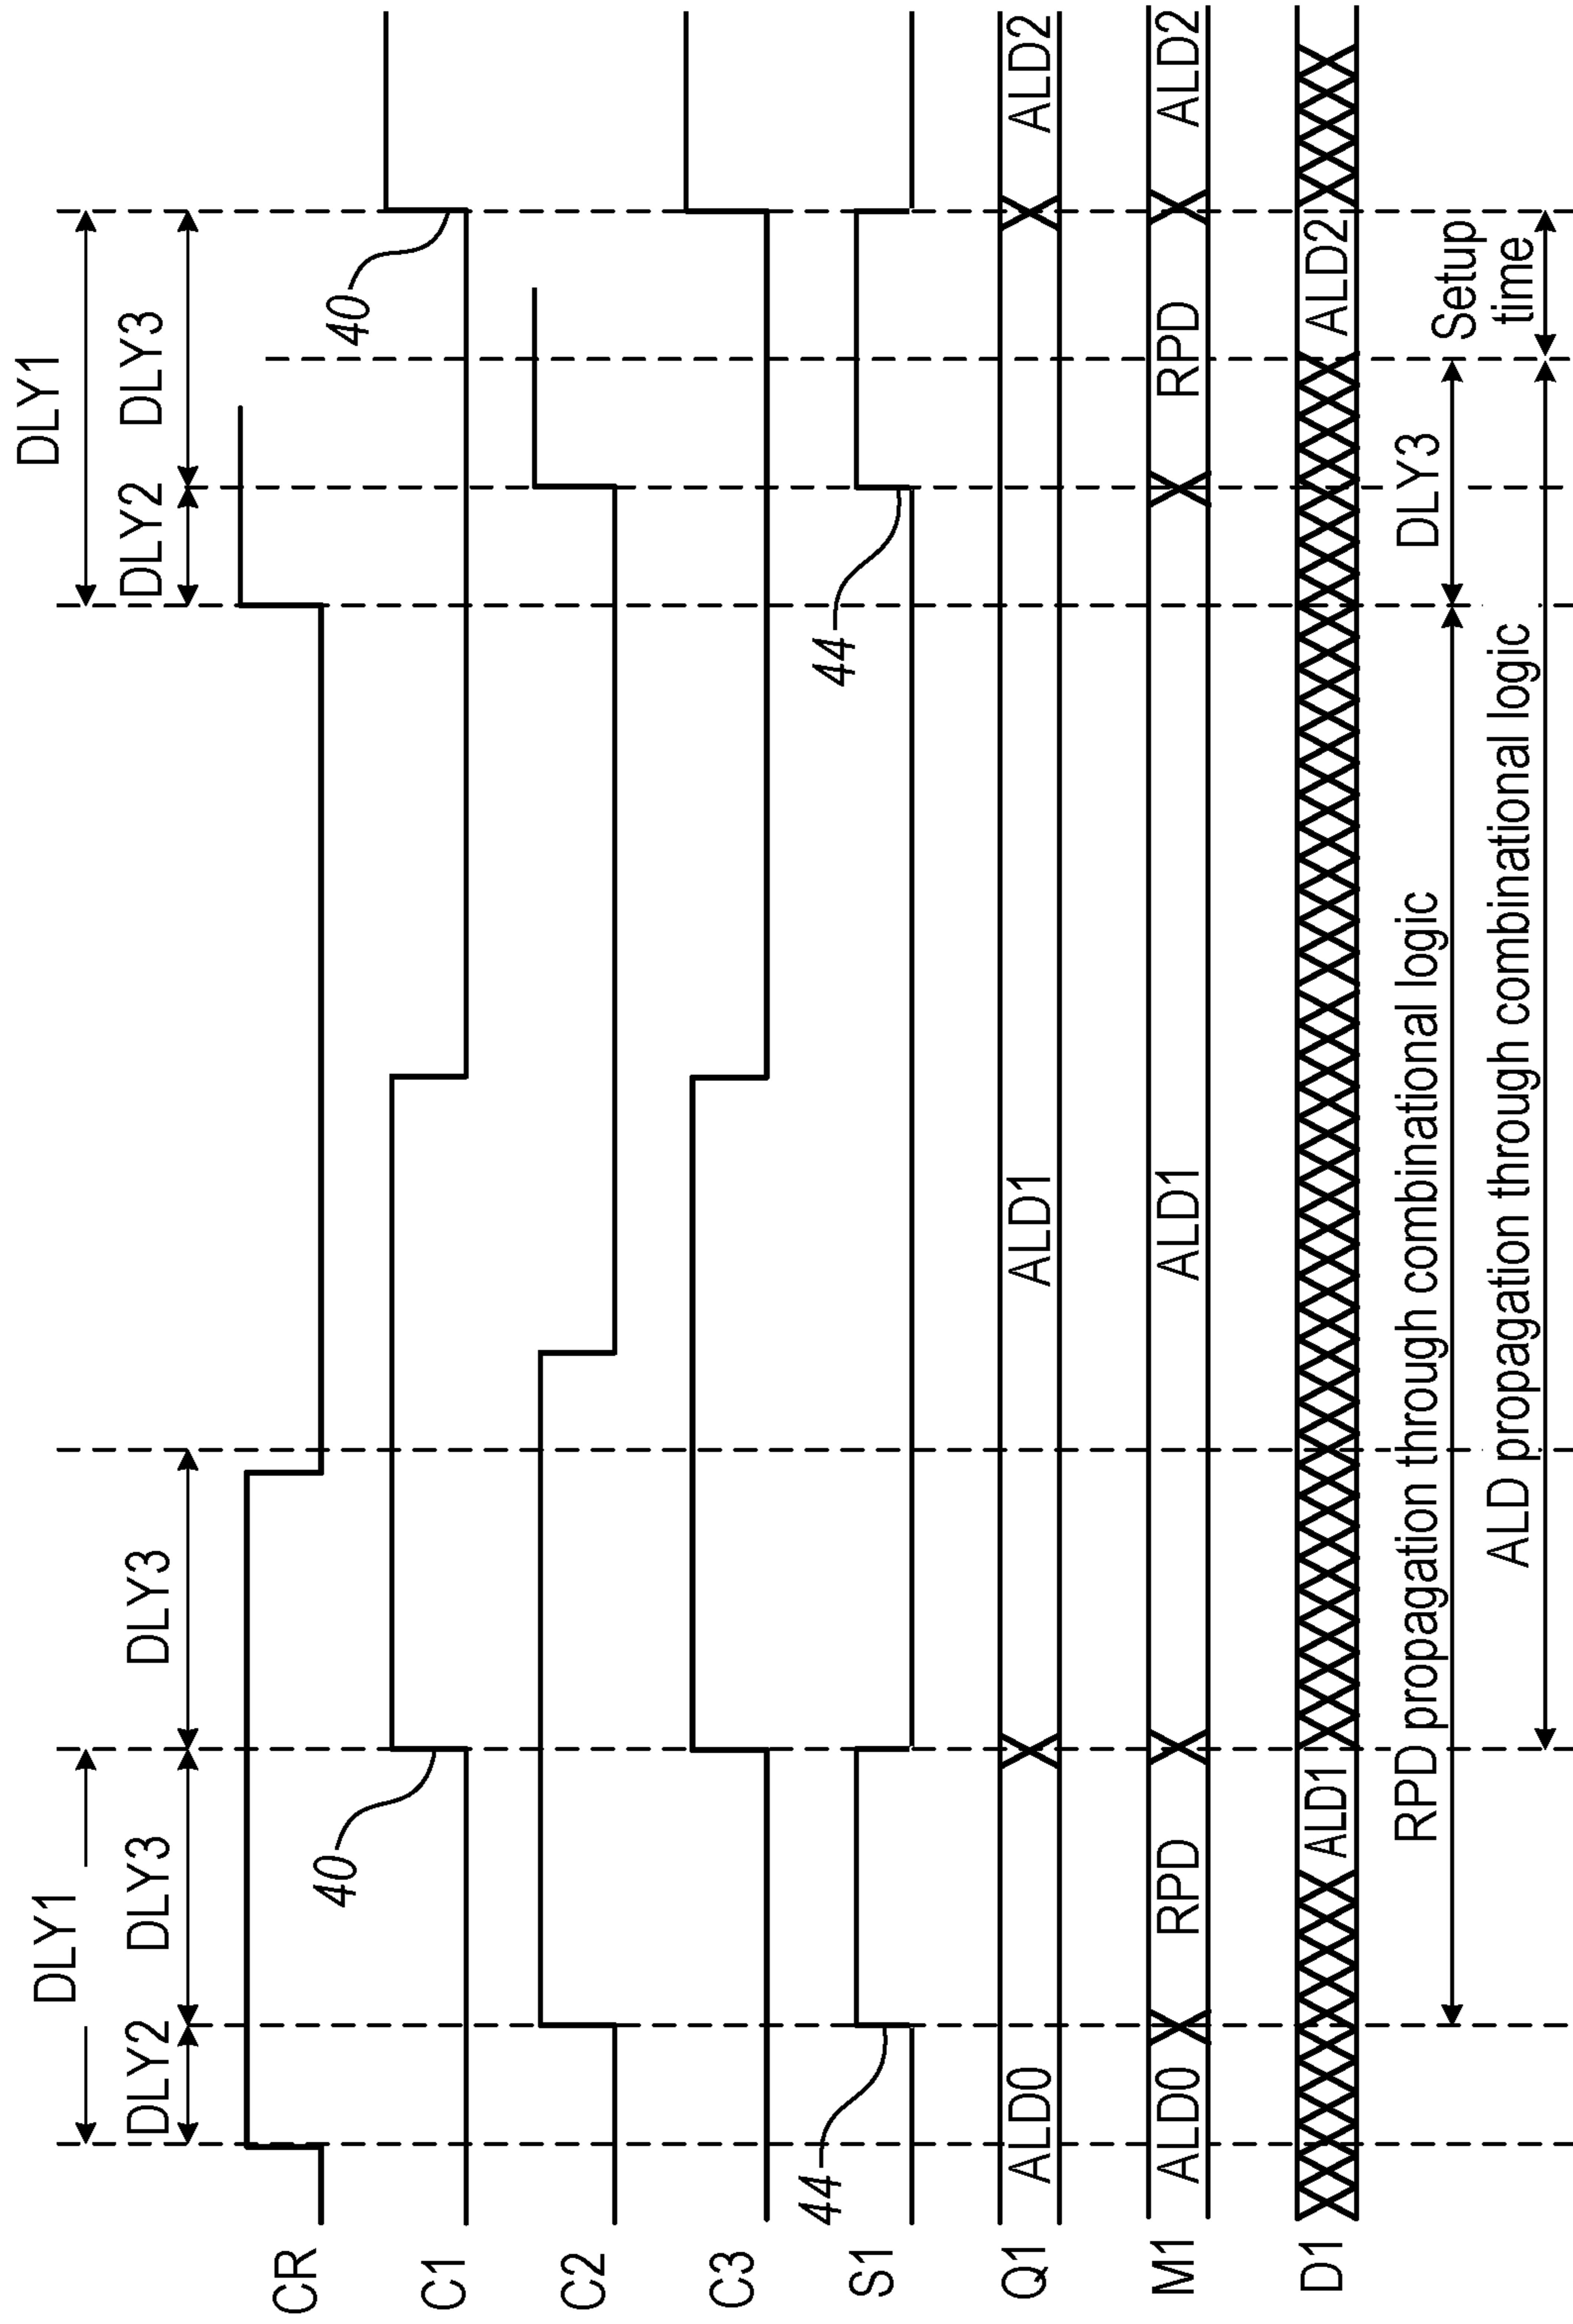 DLY1
DLY1
DLY2
DLY3
DLY3
DLY2
DLY3
CR
C1
40
40
C2
C3
S1
44
44
Q1
ALD0
ALD1
ALD2
M1
ALD0
RPD
ALD1
RPD
ALD2
D1
ALD1
ALD2
RPD propagation through combinational logic
DLY3
Setup
time
ALD propagation through combinational logic